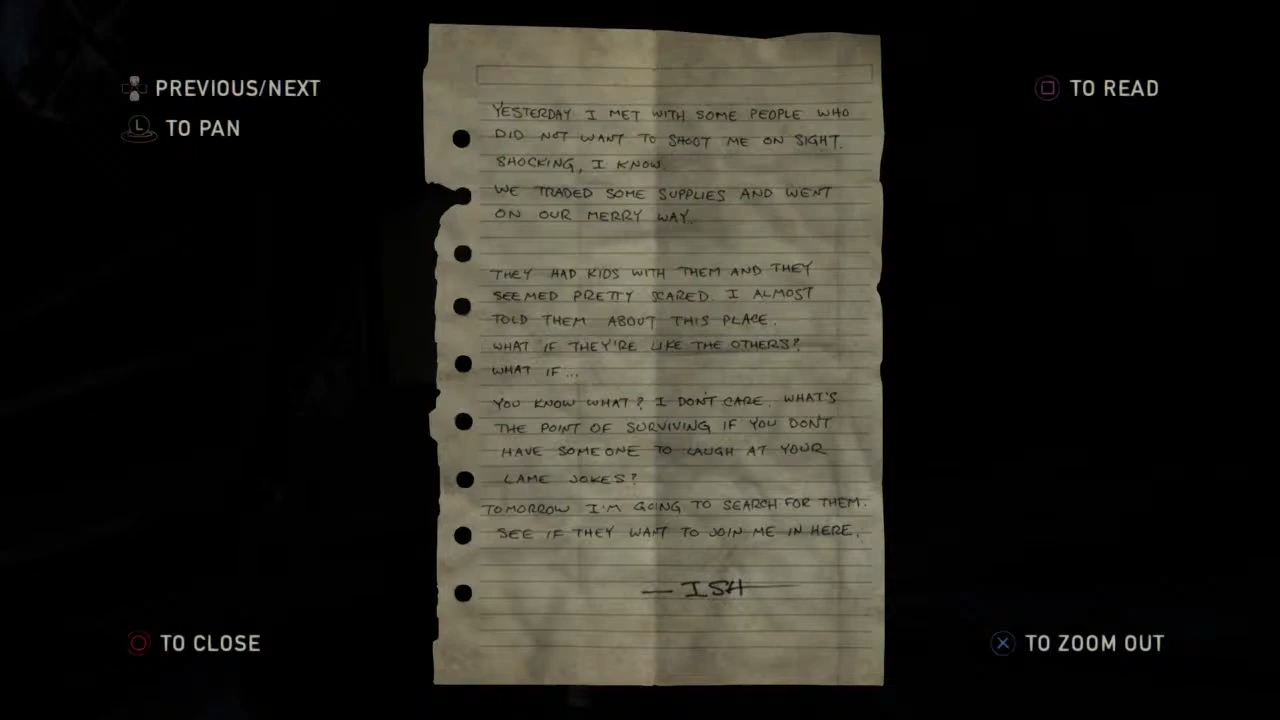 PREVIOUS/NEXT
L TO PAN
TO READ
YESTERDAY I MET WITH SOME PEOPLE WHO
DID NOT WANT TO SHOOT ME ON SIGHT.
SHOCKING, I KNOW.
WE TRADED SOME SUPPLIES AND WENT
ON OUR MERRY WAY.
THEY HAD KIDS WITH THEM AND THEY
SEEMED PRETTY SCARED. I ALMOST
TOLD THEM ABOUT THIS PLACE.
WHAT IF THEY'RE LIKE THE OTHERS?
WHAT IF...
YOU KNOW WHAT? I DON'T CARE. WHAT'S
THE POINT OF SURVIVING IF YOU DON'T
HAVE SOMEONE TO LAUGH AT YOUR
LAME JOKES?
TOMORROW I'M GOING TO SEARCH FOR THEM.
SEE IF THEY WANT TO JOIN ME IN HERE.
— ISH
TO CLOSE
TO ZOOM OUT